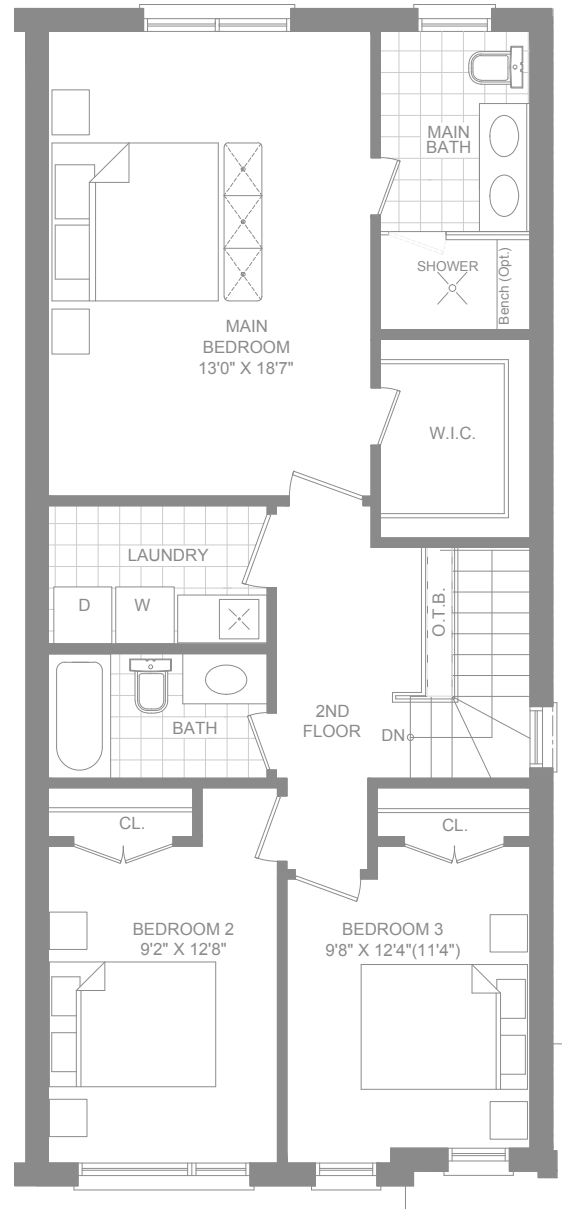 MAIN
BATH
SHOWER
Bench (Opt.)
MAIN
BEDROOM
13'0" X 18'7"
W.I.C.
LAUNDRY
D
W
O.T.B.
BATH
2ND
FLOOR
DN
CL.
CL.
BEDROOM 2
9'2" X 12'8"
BEDROOM 3
9'8" X 12'4"(11'4")